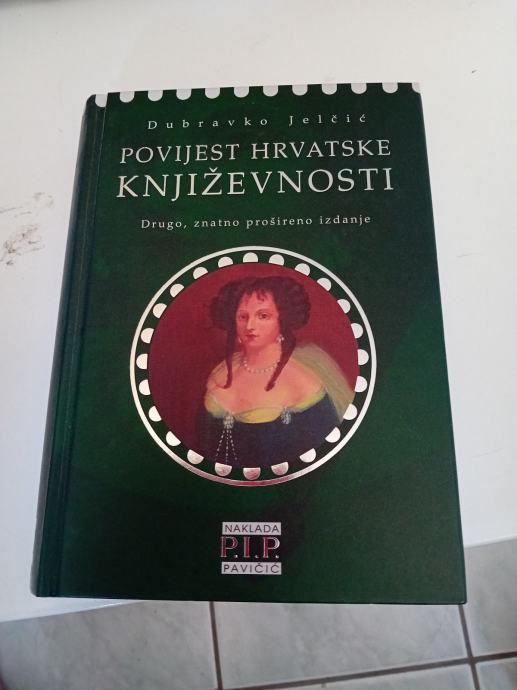 Dubravko Jelčić
POVIJEST HRVATSKE
KNJIŽEVNOSTI
Drugo, znatno prošireno izdanje
NAKLADA
P.I.P.
PAVIČIĆ